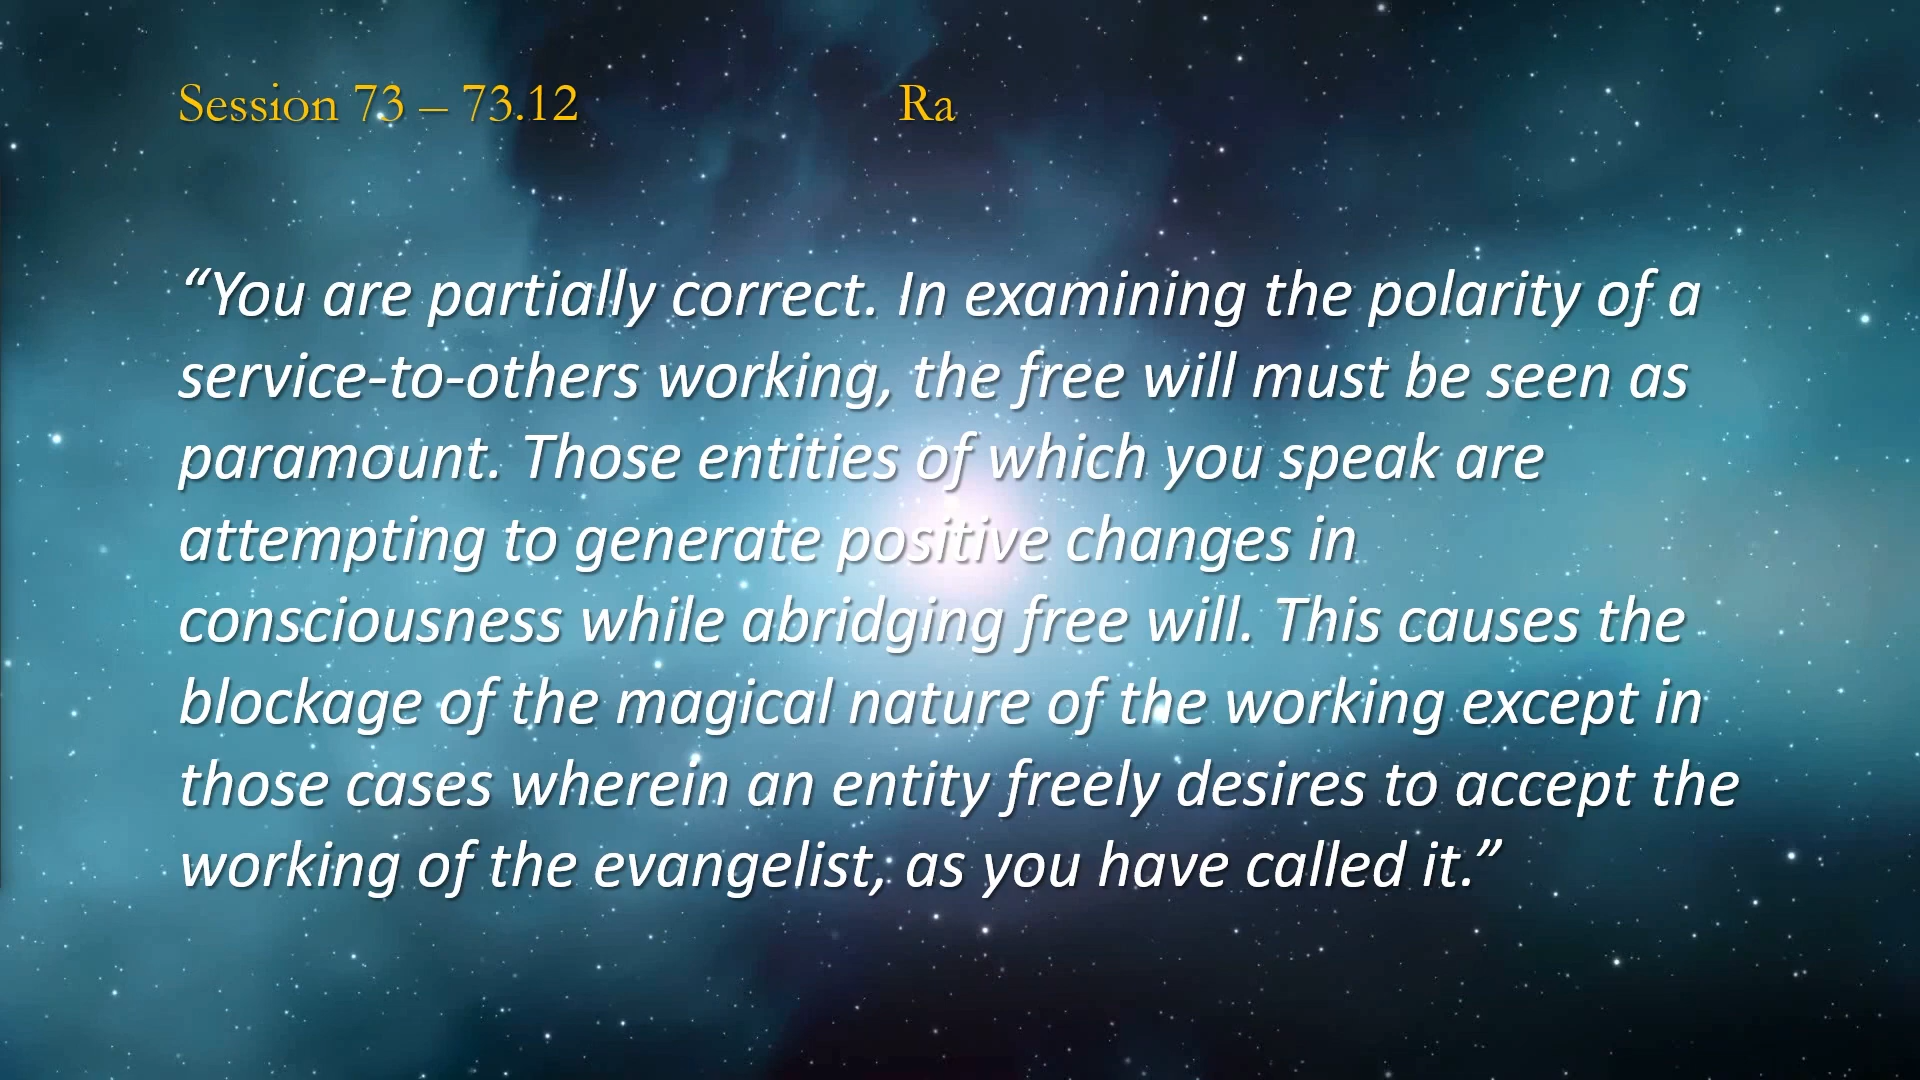 Session 73 – 73.12 Ra
“You are partially correct. In examining the polarity of a
service-to-others working, the free will must be seen as
paramount. Those entities of which you speak are
attempting to generate positive changes in
consciousness while abridging free will. This causes the
blockage of the magical nature of the working except in
those cases wherein an entity freely desires to accept the
working of the evangelist, as you have called it.”